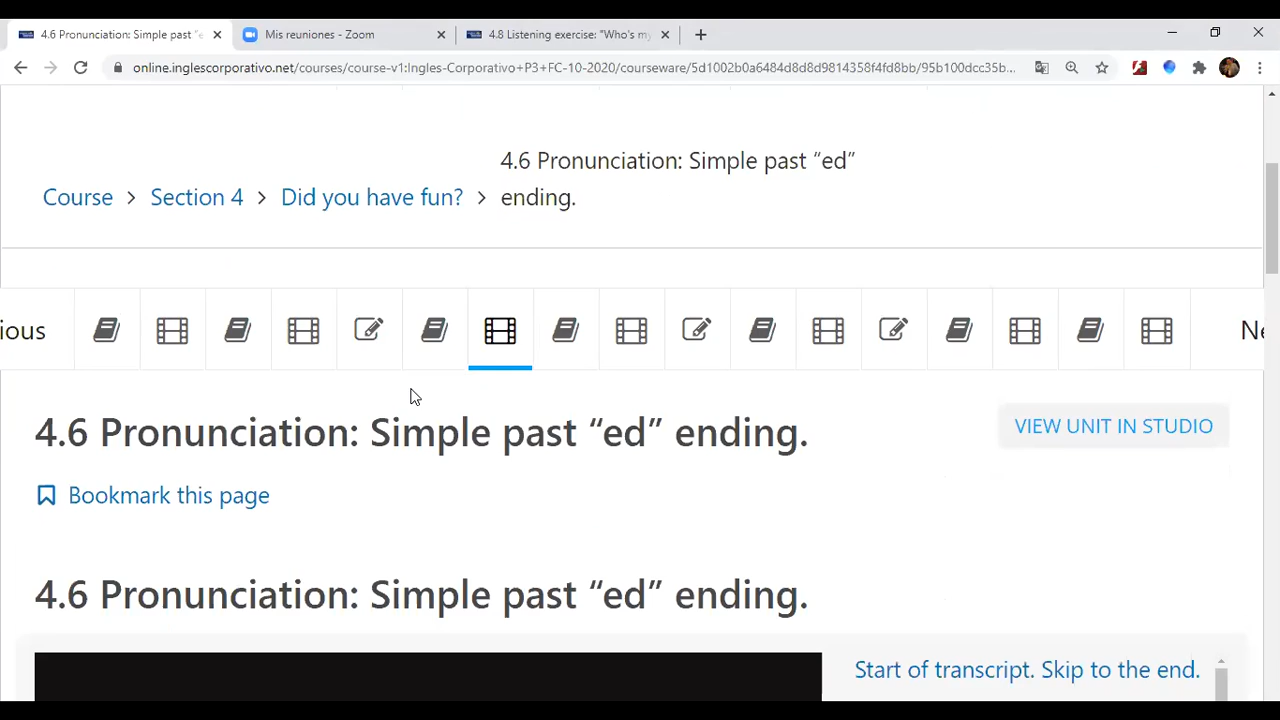 4.6 Pronunciation: Simple past “e
Mis reuniones - Zoom
4.8 Listening exercise: "Who's my
online.inglescorporativo.net/courses/course-v1:Ingles-Corporativo+P3+FC-10-2020/courseware/5d1002b0a6484d8d8d9814358f4fd8bb/95b100dcc35b...
Course > Section 4 > Did you have fun? > 4.6 Pronunciation: Simple past “ed”
ending.
ious
Ne
4.6 Pronunciation: Simple past “ed” ending.
VIEW UNIT IN STUDIO
Bookmark this page
4.6 Pronunciation: Simple past “ed” ending.
Start of transcript. Skip to the end.